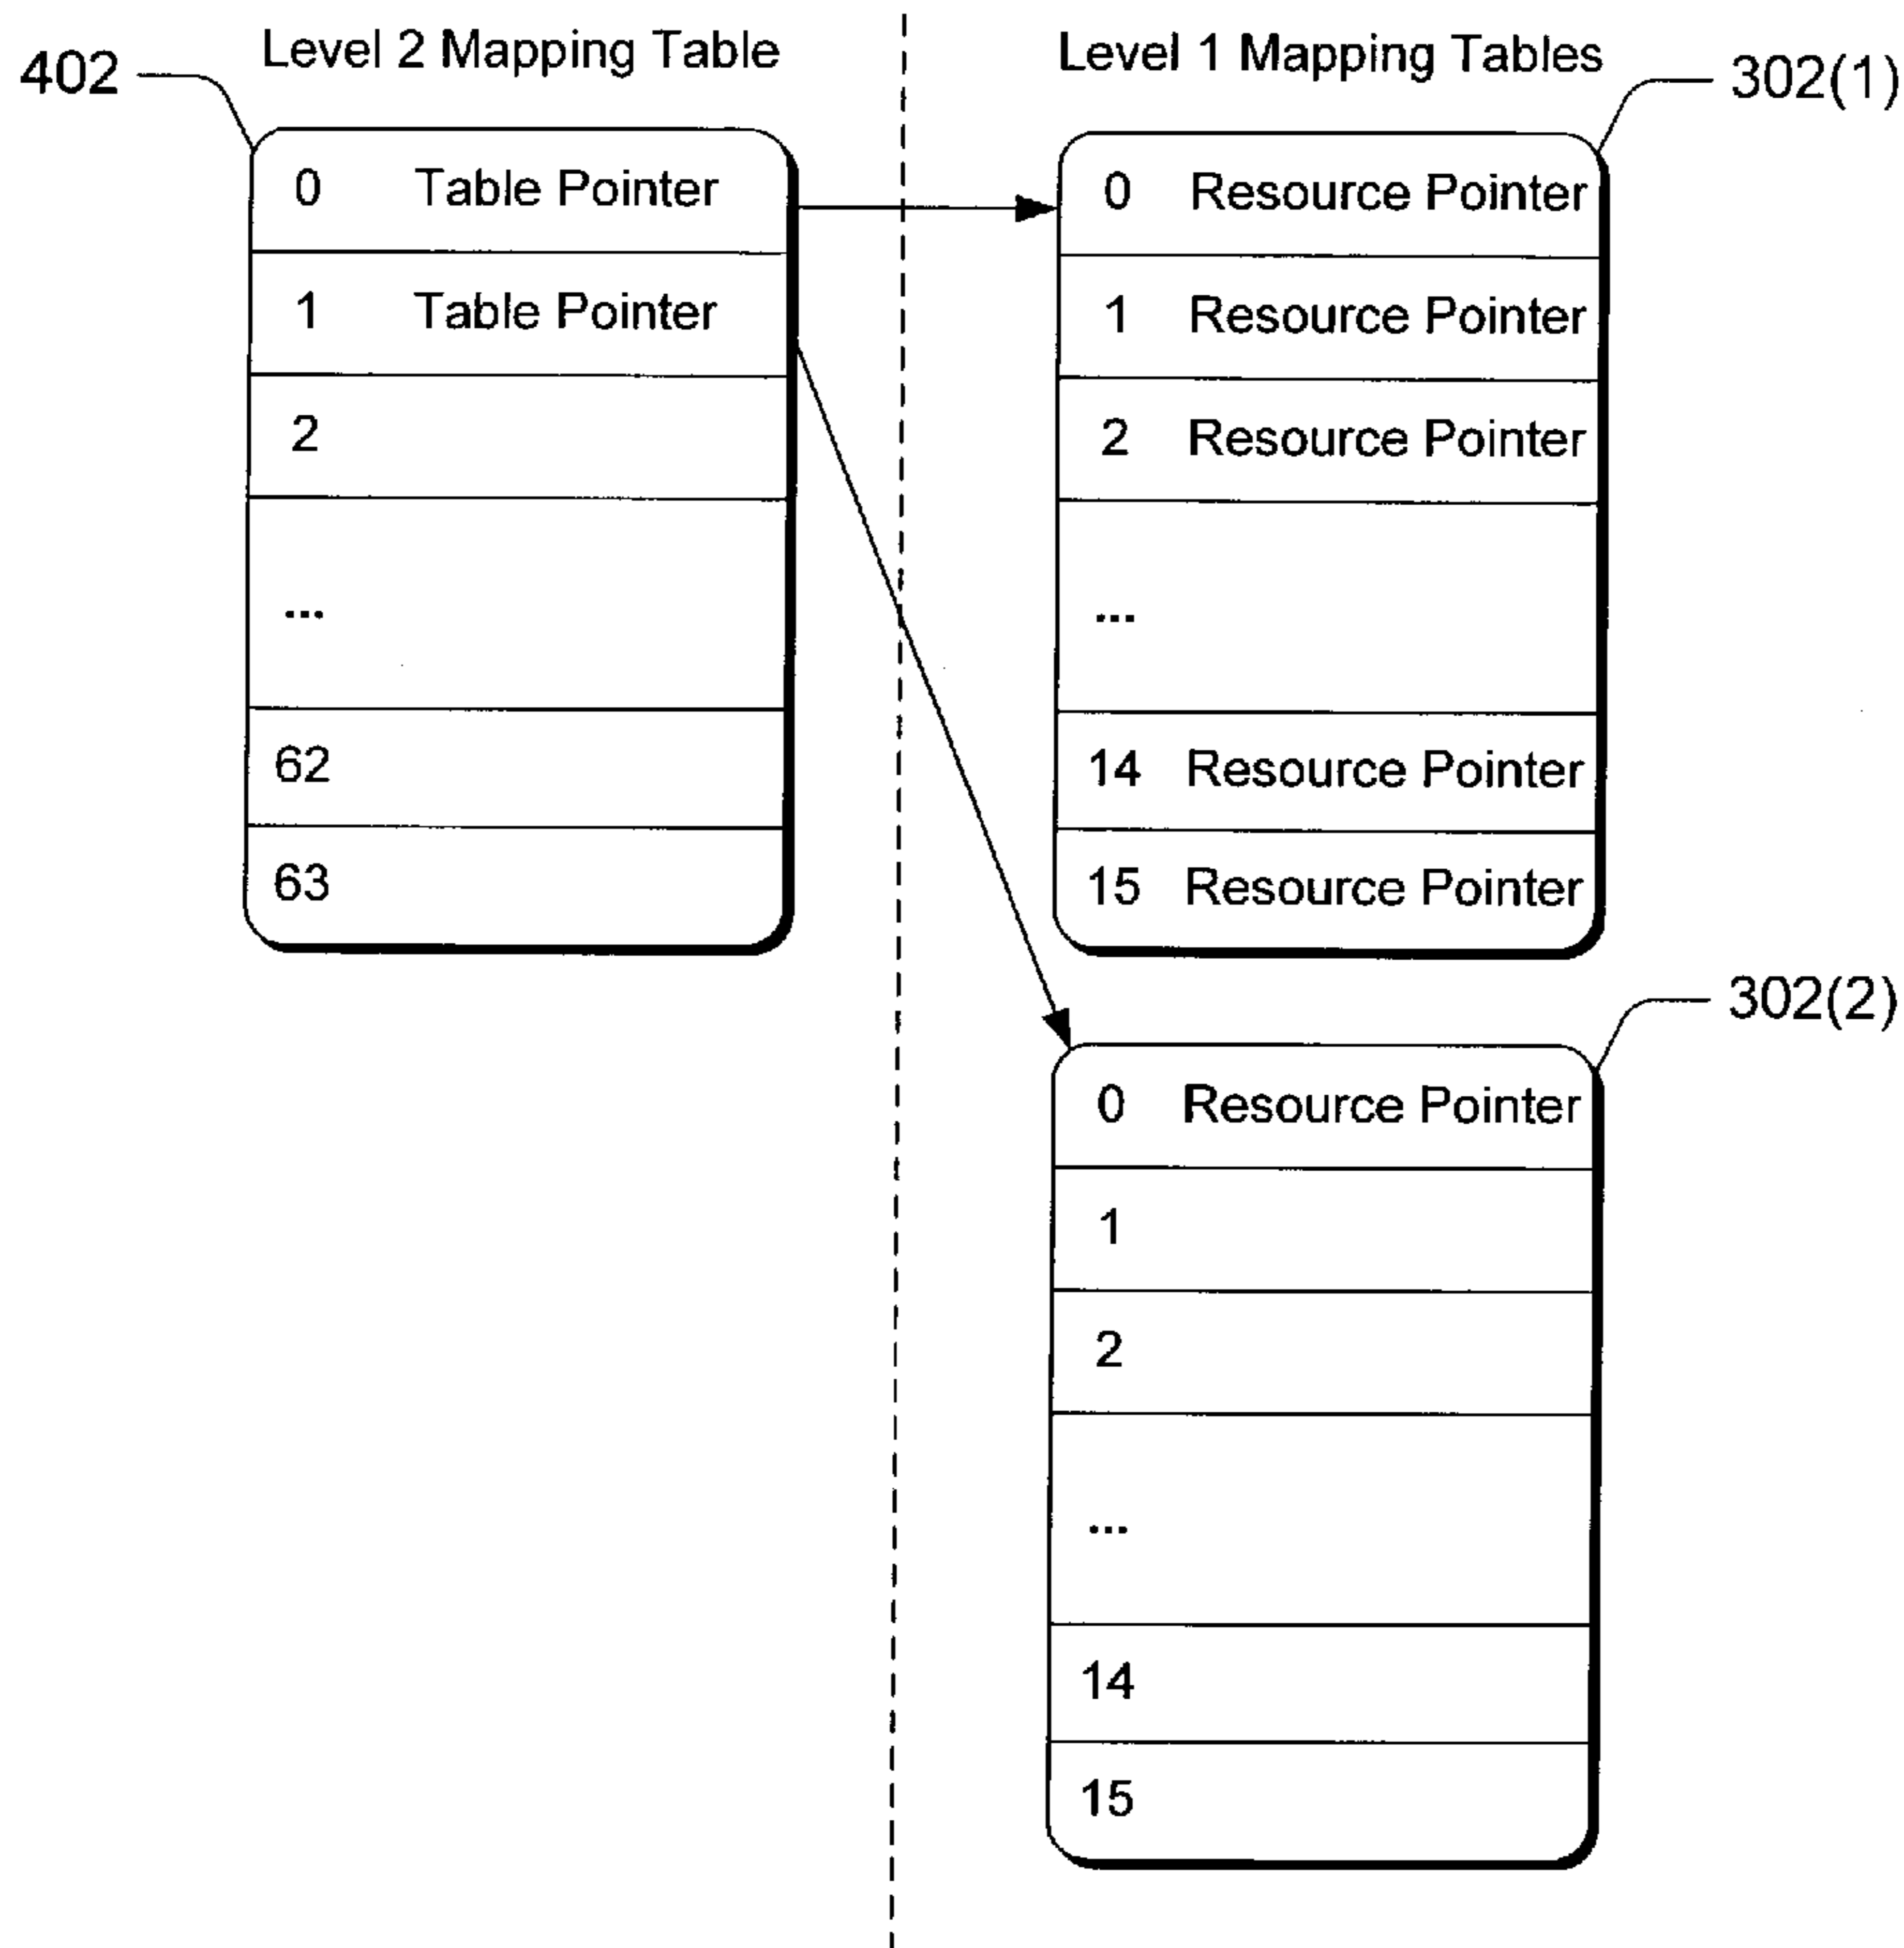 Level 2 Mapping Table
402
0 Table Pointer
1 Table Pointer
2
...
62
63
Level 1 Mapping Tables
302(1)
0 Resource Pointer
1 Resource Pointer
2 Resource Pointer
...
14 Resource Pointer
15 Resource Pointer
302(2)
0 Resource Pointer
1
2
...
14
15